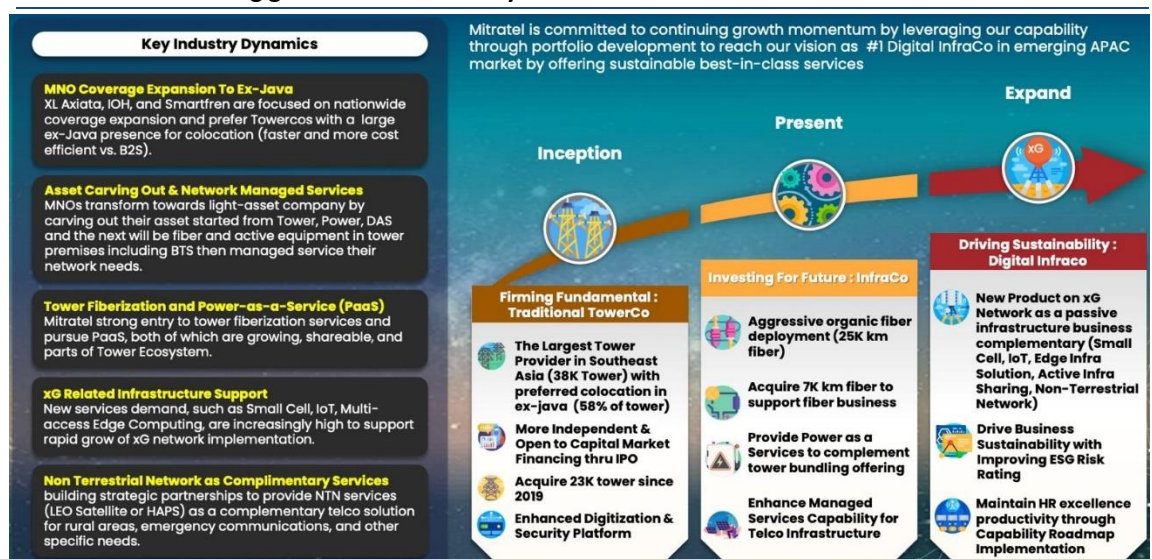 Key Industry Dynamics
MNO Coverage Expansion To Ex-Java
XL Axiata, IOH, and Smartfren are focused on nationwide
coverage expansion and prefer Towercos with a large
ex-Java presence for colocation (faster and more cost
efficient vs. B2S).
Asset Carving Out & Network Managed Services
MNOs transform towards light-asset company by
carving out their asset started from Tower, Power, DAS
and the next will be fiber and active equipment in tower
premises including BTS then managed service their
network needs.
Tower Fiberization and Power-as-a-Service (PaaS)
Mitratel strong entry to tower fiberization services and
pursue PaaS, both of which are growing, shareable, and
parts of Tower Ecosystem.
xG Related Infrastructure Support
New services demand, such as Small Cell, IoT, Multi-
access Edge Computing, are increasingly high to support
rapid grow of xG network implementation.
Non Terrestrial Network as Complimentary Services
building strategic partnerships to provide NTN services
(LEO Satellite or HAPS) as a complementary telco solution
for rural areas, emergency communications, and other
specific needs.
Mitratel is committed to continuing growth momentum by leveraging our capability
through portfolio development to reach our vision as #1 Digital InfraCo in emerging APAC
market by offering sustainable best-in-class services
Inception
Present
Expand
xG
Firming Fundamental :
Traditional TowerCo
The Largest Tower
Provider in Southeast
Asia (38K Tower) with
preferred colocation in
ex-java (58% of tower)
More Independent &
Open to Capital Market
Financing thru IPO
Acquire 23K tower since
2019
Enhanced Digitization &
Security Platform
Investing For Future : InfraCo
Aggressive organic fiber
deployment (25K km
fiber)
Acquire 7K km fiber to
support fiber business
Provide Power as a
Services to complement
tower bundling offering
Enhance Managed
Services Capability for
Telco Infrastructure
Driving Sustainability :
Digital Infraco
New Product on xG
Network as a passive
infrastructure business
complementary (Small
Cell, IoT, Edge Infra
Solution, Active Infra
Sharing, Non-Terrestrial
Network)
Drive Business
Sustainability with
Improving ESG Risk
Rating
Maintain HR excellence
productivity through
Capability Roadmap
Implementation